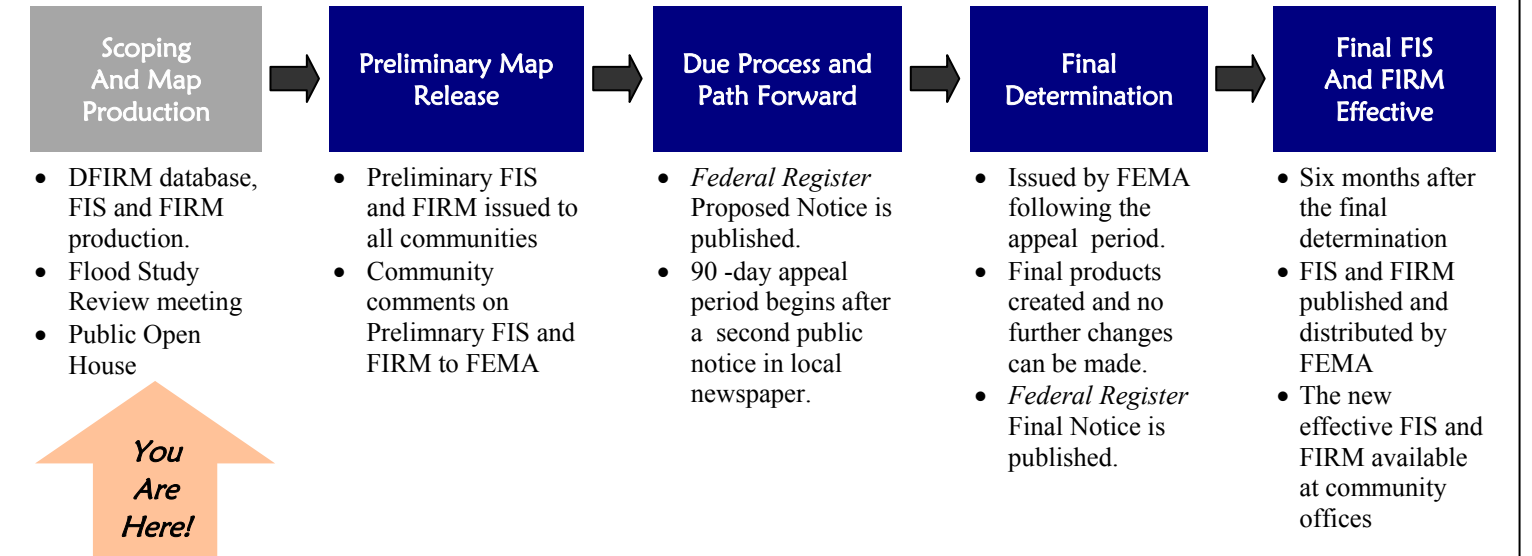 Scoping
And Map
Production
Preliminary Map
Release
Due Process and
Path Forward
Final
Determination
Final FIS
And FIRM
Effective
• DFIRM database,
FIS and FIRM
production.
• Flood Study
Review meeting
• Public Open
House
You
Are
Here!
• Preliminary FIS
and FIRM issued to
all communities
• Community
comments on
Prelimnary FIS and
FIRM to FEMA
• Federal Register
Proposed Notice is
published.
• 90 -day appeal
period begins after
a second public
notice in local
newspaper.
• Issued by FEMA
following the
appeal period.
• Final products
created and no
further changes
can be made.
• Federal Register
Final Notice is
published.
• Six months after
the final
determination
• FIS and FIRM
published and
distributed by
FEMA
• The new
effective FIS and
FIRM available
at community
offices